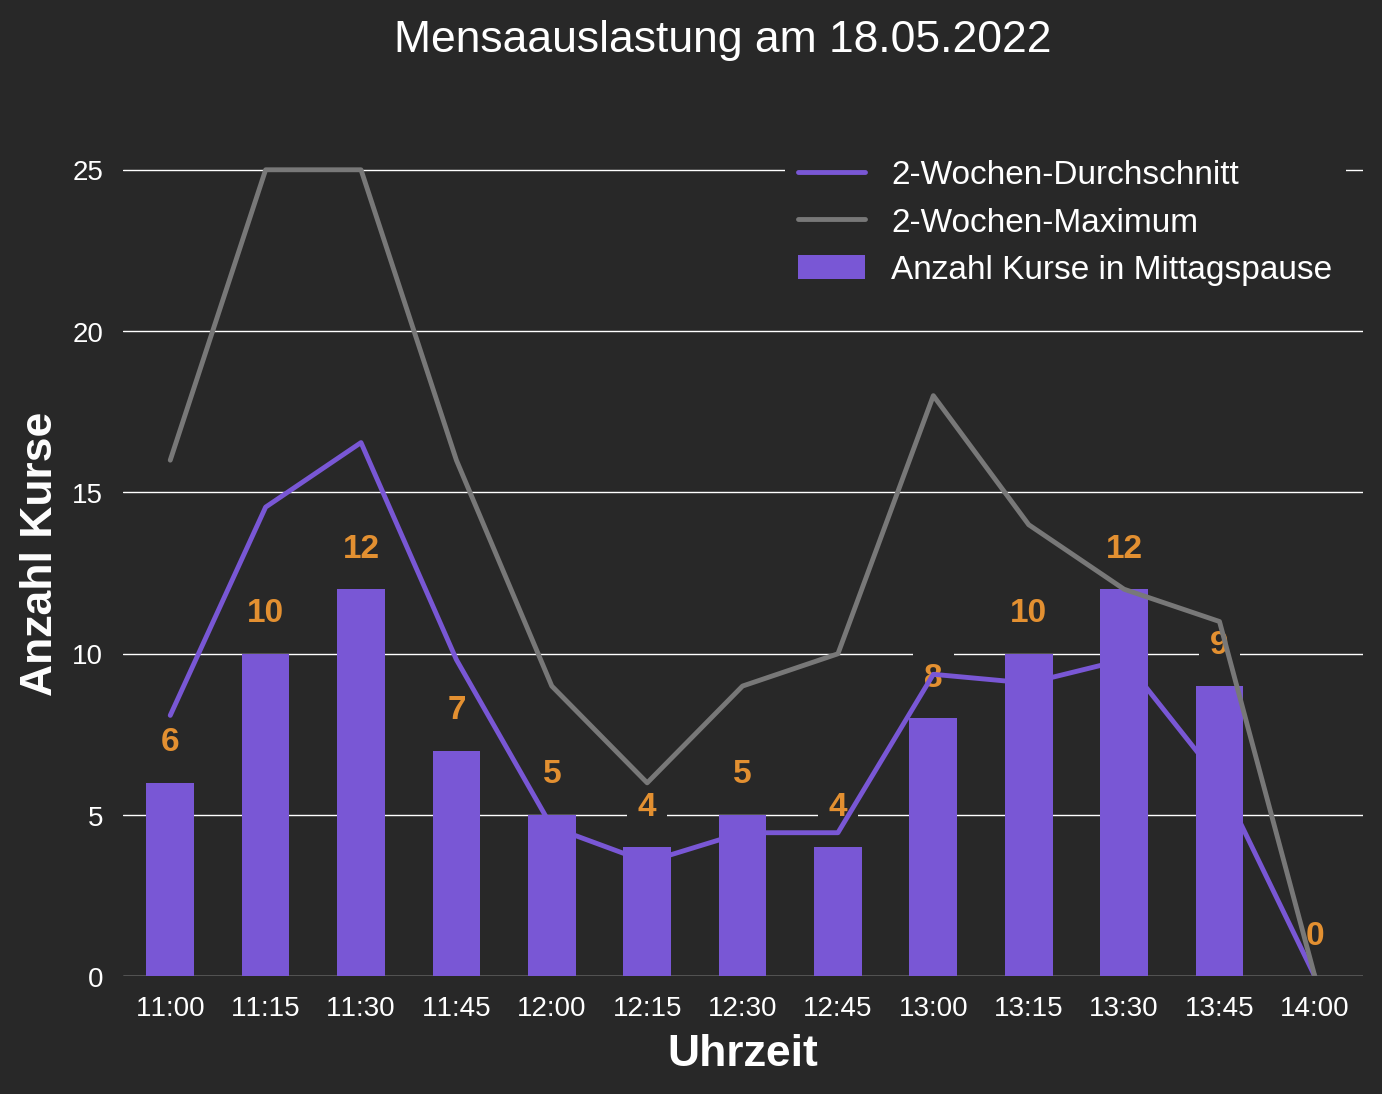 Mensaauslastung am 18.05.2022
2-Wochen-Durchschnitt
2-Wochen-Maximum
Anzahl Kurse in Mittagspause
Anzahl Kurse
25
20
15
10
5
0
6
10
12
7
5
4
5
4
8
10
12
9
0
11:00 11:15 11:30 11:45 12:00 12:15 12:30 12:45 13:00 13:15 13:30 13:45 14:00
Uhrzeit